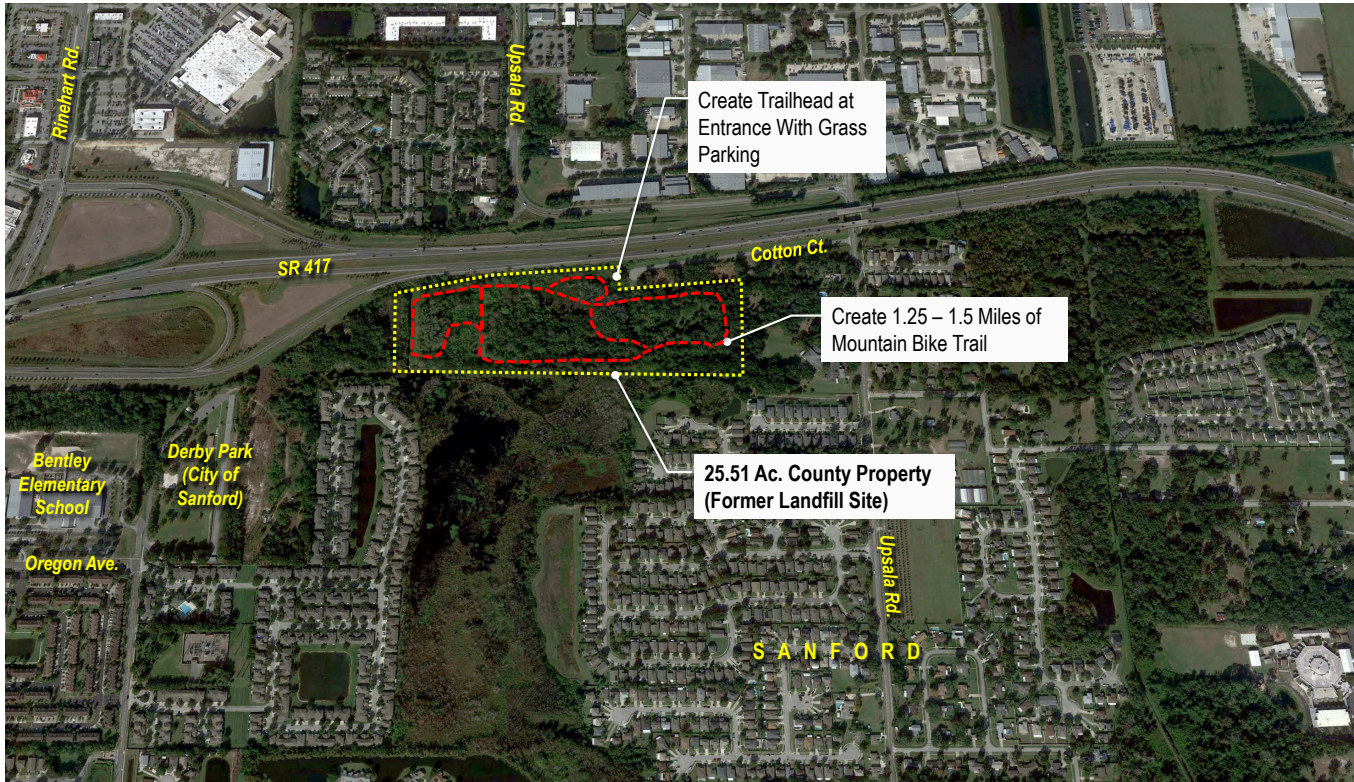 Rinehart Rd.
Upsala Rd.
Create Trailhead at
Entrance With Grass
Parking
Cotton Ct.
SR 417
Create 1.25 – 1.5 Miles of
Mountain Bike Trail
Derby Park
(City of
Sanford)
Bentley
Elementary
School
25.51 Ac. County Property
(Former Landfill Site)
Oregon Ave.
Upsala Rd.
SANFORD